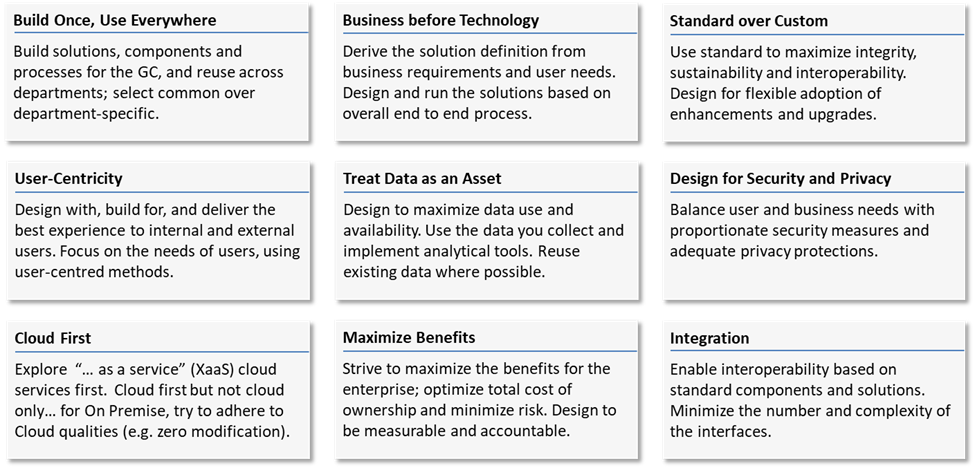 Build Once, Use Everywhere
Build solutions, components and
processes for the GC, and reuse across
departments; select common over
department-specific.
Business before Technology
Derive the solution definition from
business requirements and user needs.
Design and run the solutions based on
overall end to end process.
Standard over Custom
Use standard to maximize integrity,
sustainability and interoperability.
Design for flexible adoption of
enhancements and upgrades.
User-Centricity
Design with, build for, and deliver the
best experience to internal and external
users. Focus on the needs of users, using
user-centred methods.
Treat Data as an Asset
Design to maximize data use and
availability. Use the data you collect and
implement analytical tools. Reuse
existing data where possible.
Design for Security and Privacy
Balance user and business needs with
proportionate security measures and
adequate privacy protections.
Cloud First
Explore “… as a service” (XaaS) cloud
services first. Cloud first but not cloud
only… for On Premise, try to adhere to
Cloud qualities (e.g. zero modification).
Maximize Benefits
Strive to maximize the benefits for the
enterprise; optimize total cost of
ownership and minimize risk. Design to
be measurable and accountable.
Integration
Enable interoperability based on
standard components and solutions.
Minimize the number and complexity of
the interfaces.